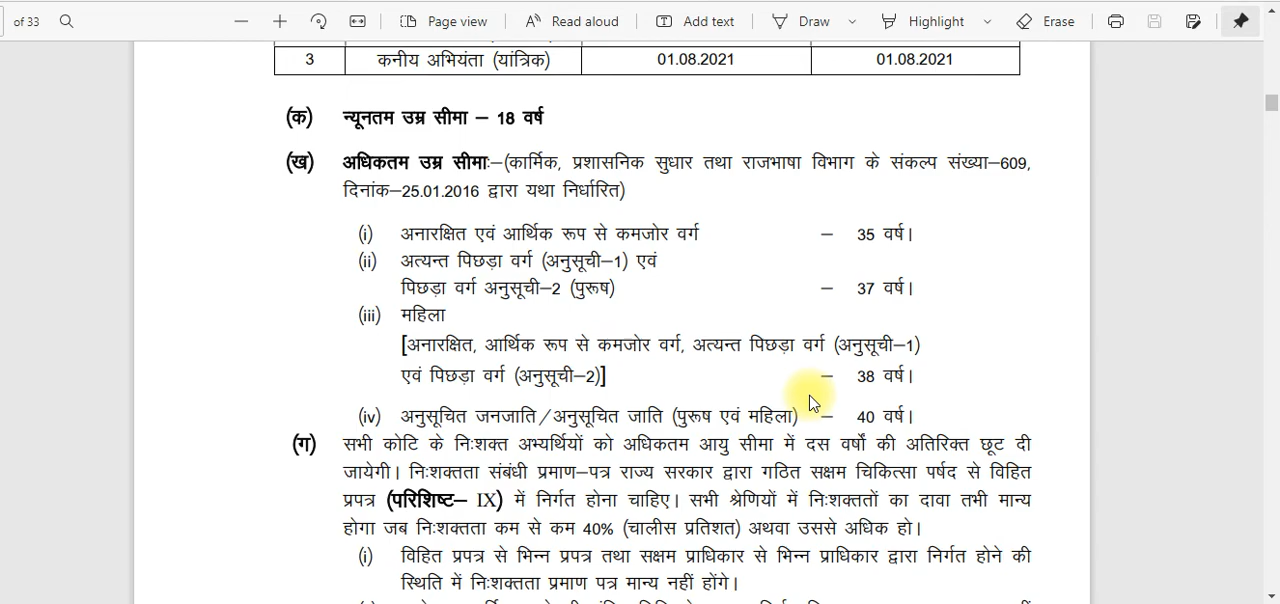 of 33
Page view
Read aloud
Add text
Draw
Highlight
Erase
3 कनीय अभियंता (यांत्रिक) 01.08.2021 01.08.2021
(क) न्यूनतम उम्र सीमा – 18 वर्ष
(ख) अधिकतम उम्र सीमाः–(कार्मिक, प्रशासनिक सुधार तथा राजभाषा विभाग के संकल्प संख्या–609,
दिनांक–25.01.2016 द्वारा यथा निर्धारित)
(i) अनारक्षित एवं आर्थिक रूप से कमजोर वर्ग – 35 वर्ष।
(ii) अत्यन्त पिछड़ा वर्ग (अनुसूची–1) एवं
पिछड़ा वर्ग अनुसूची–2 (पुरूष) – 37 वर्ष।
(iii) महिला
[अनारक्षित, आर्थिक रूप से कमजोर वर्ग, अत्यन्त पिछड़ा वर्ग (अनुसूची–1)
एवं पिछड़ा वर्ग (अनुसूची–2)] – 38 वर्ष।
(iv) अनुसूचित जनजाति/अनुसूचित जाति (पुरूष एवं महिला) – 40 वर्ष।
(ग) सभी कोटि के निःशक्त अभ्यर्थियों को अधिकतम आयु सीमा में दस वर्षों की अतिरिक्त छूट दी
जायेगी। निःशक्तता संबंधी प्रमाण–पत्र राज्य सरकार द्वारा गठित सक्षम चिकित्सा पर्षद से विहित
प्रपत्र (परिशिष्ट– IX) में निर्गत होना चाहिए। सभी श्रेणियों में निःशक्ततों का दावा तभी मान्य
होगा जब निःशक्तता कम से कम 40% (चालीस प्रतिशत) अथवा उससे अधिक हो।
(i) विहित प्रपत्र से भिन्न प्रपत्र तथा सक्षम प्राधिकार से भिन्न प्राधिकार द्वारा निर्गत होने की
स्थिति में निःशक्तता प्रमाण पत्र मान्य नहीं होंगे।